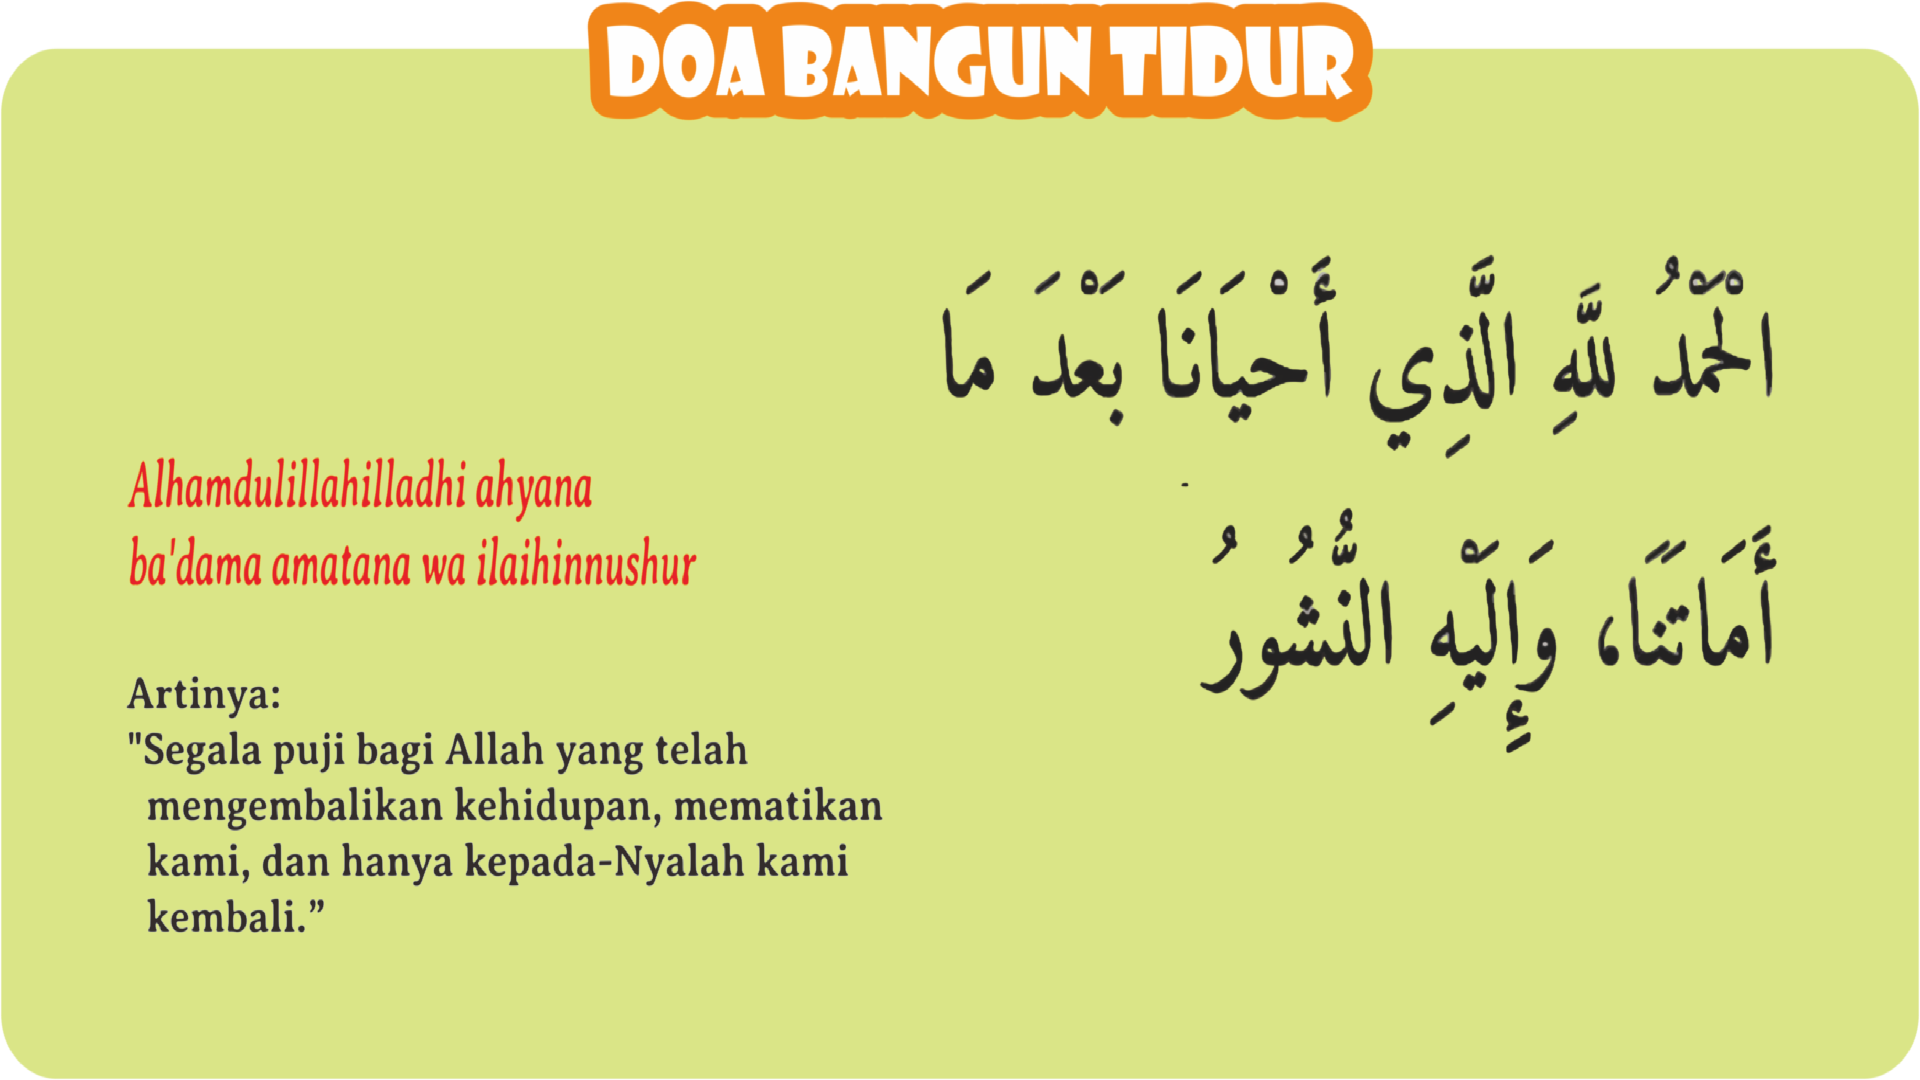 DOA BANGUN TIDUR
الْحَمْدُ لِلَّهِ الَّذِي أَحْيَانَا بَعْدَ مَا
أَمَاتَنًا، وَإِلَيْهِ النُّشُورُ
Alhamdulillahilladhi ahyana
ba'dama amatana wa ilaihinnushur
Artinya:
"Segala puji bagi Allah yang telah
mengembalikan kehidupan, mematikan
kami, dan hanya kepada-Nyalah kami
kembali.”